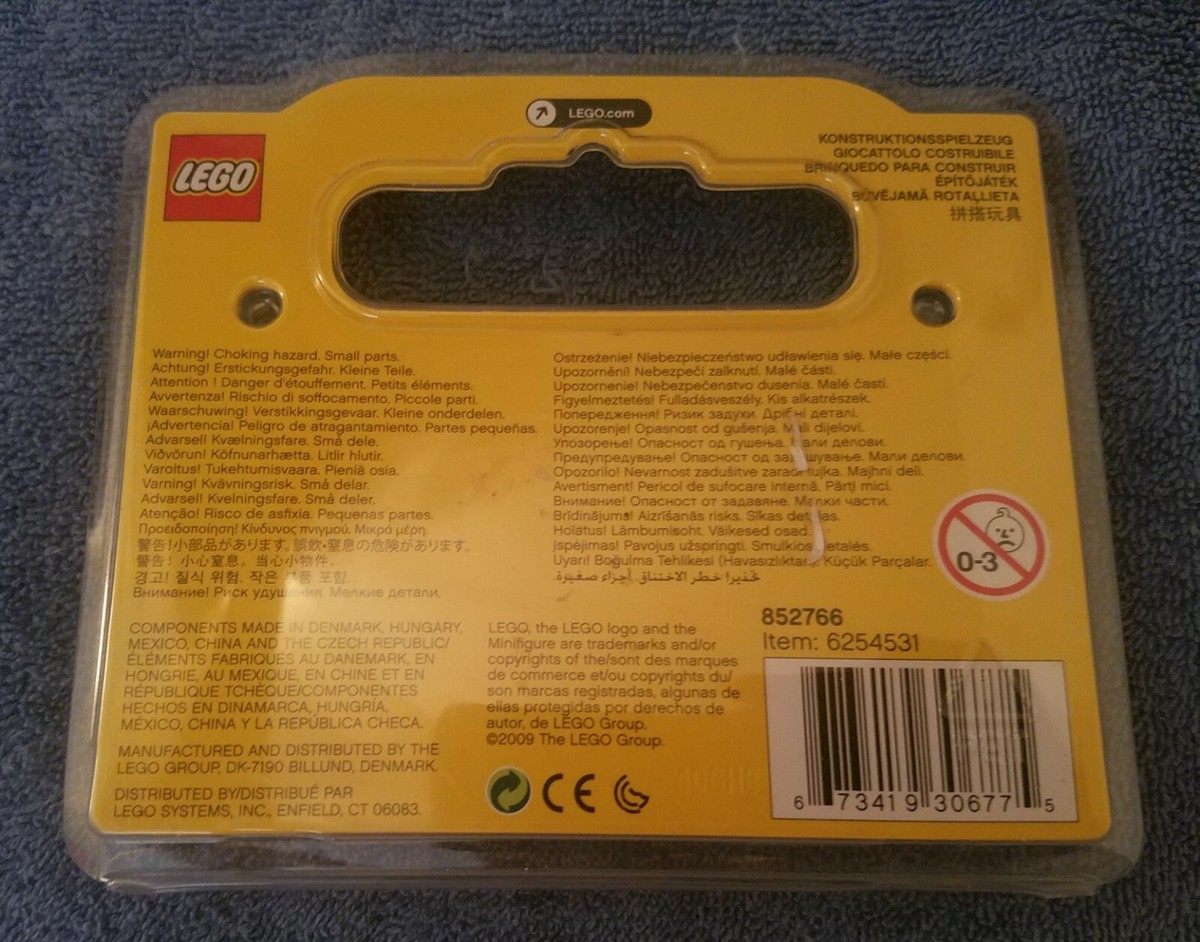 LEGO.com
LEGO
KONSTRUKTIONSSPIELZEUG
GIOCATTOLO COSTRUIBILE
BRINQUEDO PARA CONSTRUIR
ÉPÍTŐJÁTÉK
BŪVĒJAMĀ ROTAĻLIETA
拼搭玩具
Warning! Choking hazard. Small parts.
Achtung! Erstickungsgefahr. Kleine Teile.
Attention ! Danger d'étouffement. Petits éléments.
Avvertenza! Rischio di soffocamento. Piccole parti.
Waarschuwing! Verstikkingsgevaar. Kleine onderdelen.
¡Advertencia! Peligro de atragantamiento. Partes pequeñas.
Advarsel! Kvælningsfare. Små dele.
Viðvörun! Köfnunarhætta. Litlir hlutir.
Varoitus! Tukehtumisvaara. Pieniä osia.
Varning! Kvävningsrisk. Små delar.
Advarsel! Kvelningsfare. Små deler.
Atenção! Risco de asfixia. Pequenas partes.
Προειδοποίηση! Κίνδυνος πνιγμού. Μικρά μέρη.
警告!小部品があります。誤飲・窒息の危険があります。
警告! 小心窒息。当心小物件。
경고! 질식 위험. 작은 부품 포함.
Внимание! Риск удушения. Мелкие детали.
Ostrzeżenie! Niebezpieczeństwo udławienia się. Małe części.
Upozornění! Nebezpečí zalknutí. Malé části.
Upozornenie! Nebezpečenstvo dusenia. Malé časti.
Figyelmeztetés! Fulladásveszély. Kis alkatrészek.
Попередження! Ризик задухи. Дрібні деталі.
Upozorenje! Opasnost od gušenja. Mali dijelovi.
Упозорење! Опасност од гушења. Мали делови.
Предупредување! Опасност од задушување. Мали делови.
Opozorilo! Nevarnost zadušitve zaradi tujka. Majhni deli.
Avertisment! Pericol de sufocare internă. Părţi mici.
Внимание! Опасност от задавяне. Малки части.
Brīdinājums! Aizrīšanās risks. Sīkas detaļas.
Hoiatus! Lämbumisoht. Väikesed osad.
Įspėjimas! Pavojus užspringti. Smulkios detalės.
Uyarı! Boğulma Tehlikesi (Havasızlıktan). Küçük Parçalar.
تحذير! خطر الاختناق. أجزاء صغيرة.
0-3
COMPONENTS MADE IN DENMARK, HUNGARY,
MEXICO, CHINA AND THE CZECH REPUBLIC/
ÉLÉMENTS FABRIQUÉS AU DANEMARK, EN
HONGRIE, AU MEXIQUE, EN CHINE ET EN
RÉPUBLIQUE TCHÈQUE/COMPONENTES
HECHOS EN DINAMARCA, HUNGRÍA,
MÉXICO, CHINA Y LA REPÚBLICA CHECA.
MANUFACTURED AND DISTRIBUTED BY THE
LEGO GROUP, DK-7190 BILLUND, DENMARK.
DISTRIBUTED BY/DISTRIBUÉ PAR
LEGO SYSTEMS, INC., ENFIELD, CT 06083.
LEGO, the LEGO logo and the
Minifigure are trademarks and/or
copyrights of the/sont des marques
de commerce et/ou copyrights du/
son marcas registradas, algunas de
ellas protegidas por derechos de
autor, de LEGO Group.
©2009 The LEGO Group.
CE
852766
Item: 6254531
6 73419 30677 5